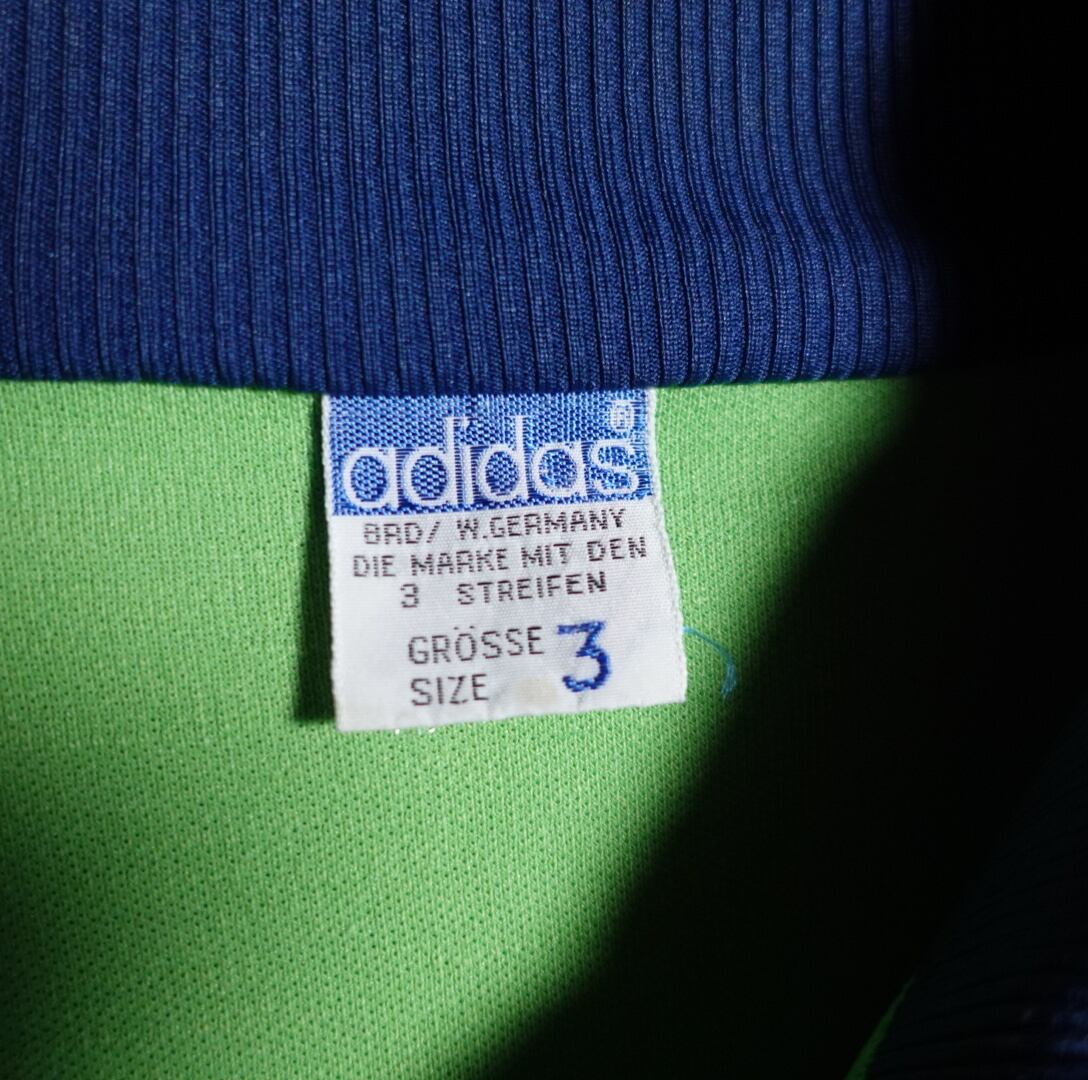 adidas®
BRD/ W.GERMANY
DIE MARKE MIT DEN
3 STREIFEN
GRÖSSE 3
SIZE